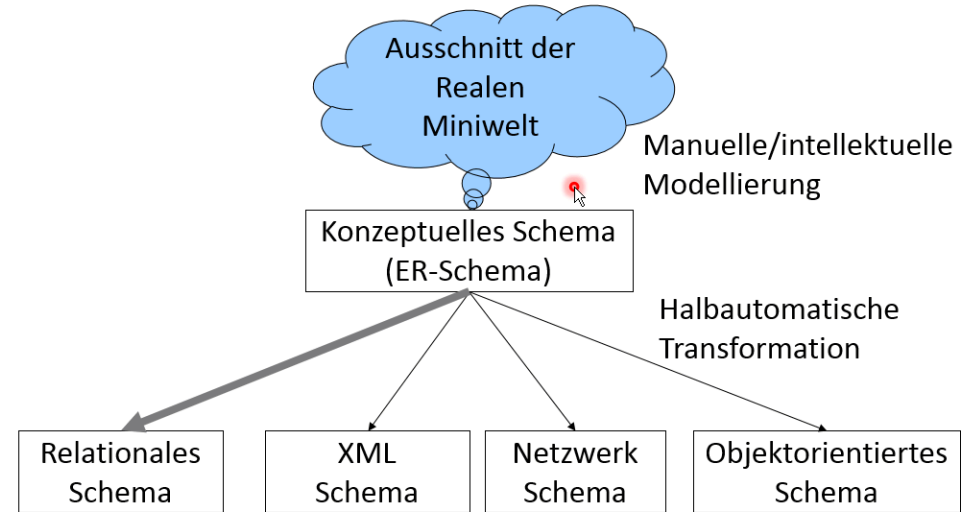 Ausschnitt der
Realen
Miniwelt
Manuelle/intellektuelle
Modellierung
Konzeptuelles Schema
(ER-Schema)
Halbautomatische
Transformation
Relationales
Schema
XML
Schema
Netzwerk
Schema
Objektorientiertes
Schema